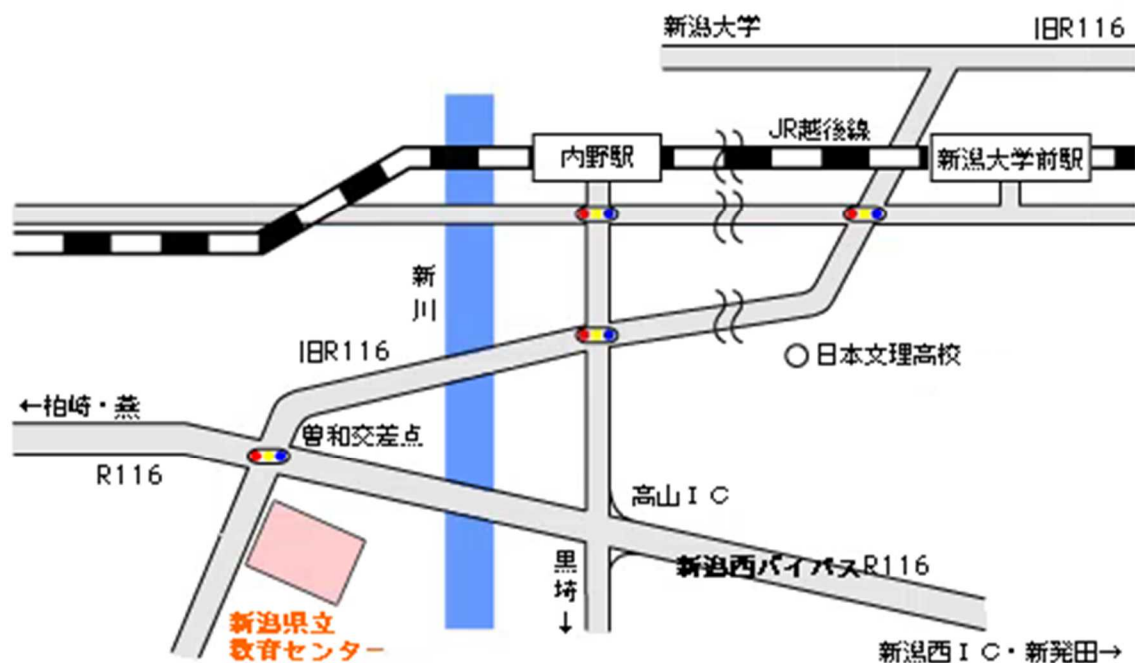 新潟大学
旧R116
JR越後線
内野駅
新潟大学前駅
新
川
旧R116
日本文理高校
←柏崎・燕
曽和交差点
R116
高山IC
黒
埼
↓
新潟西バイパスR116
新潟県立
教育センター
新潟西IC・新発田→